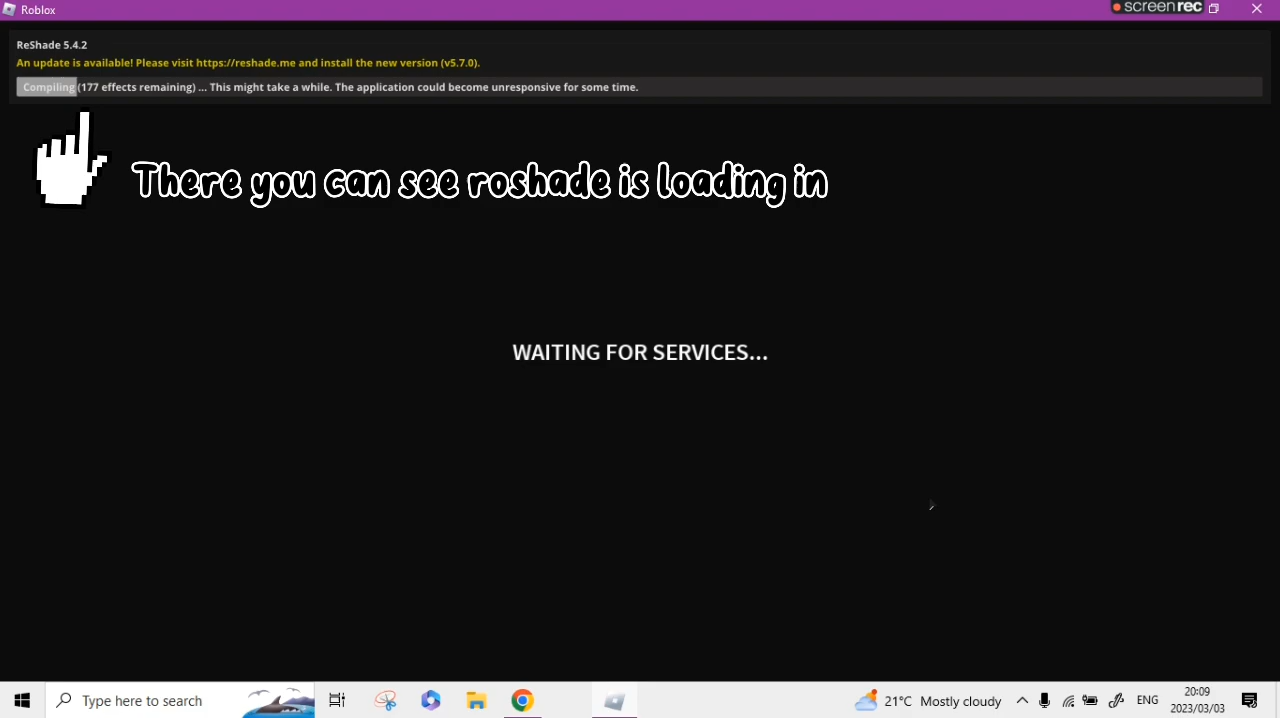 Roblox
screenrec
ReShade 5.4.2
An update is available! Please visit https://reshade.me and install the new version (v5.7.0).
Compiling (177 effects remaining) ... This might take a while. The application could become unresponsive for some time.
There you can see roshade is loading in
WAITING FOR SERVICES...
Type here to search
21°C Mostly cloudy
ENG
20:09
2023/03/03